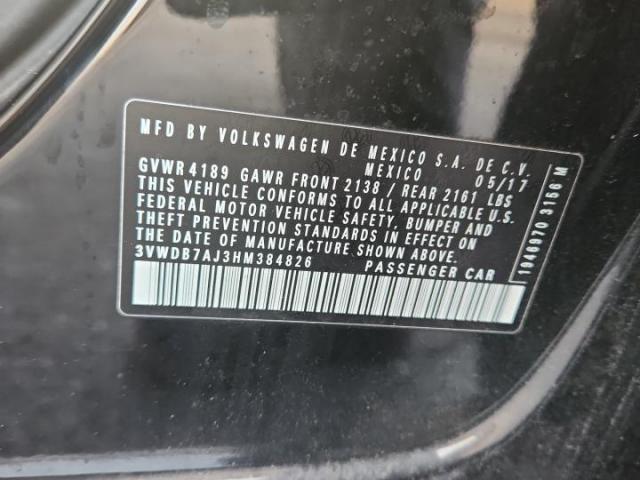 MFD BY VOLKSWAGEN DE MEXICO S.A. DE C.V.
MEXICO 05/17
GVWR 4189 GAWR FRONT 2138 / REAR 2161 LBS
THIS VEHICLE CONFORMS TO ALL APPLICABLE U.S.
FEDERAL MOTOR VEHICLE SAFETY, BUMPER AND
THEFT PREVENTION STANDARDS IN EFFECT ON
THE DATE OF MANUFACTURE SHOWN ABOVE.
3VWDB7AJ3HM384826 PASSENGER CAR
1940970 3166 M